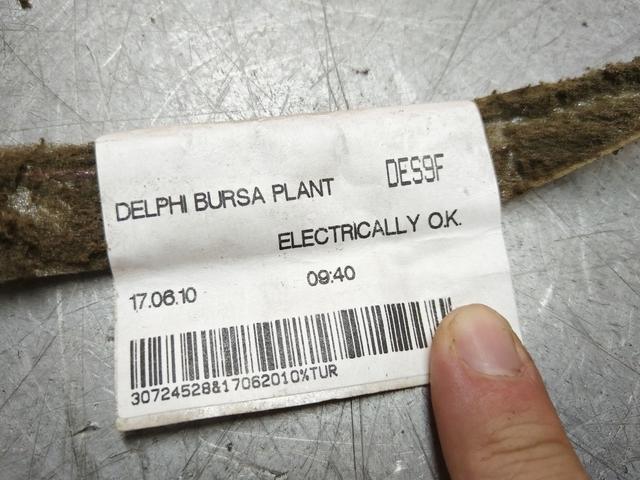 DELPHI BURSA PLANT DES9F
ELECTRICALLY O.K.
17.06.10 09:40
30724528&17062010%TUR